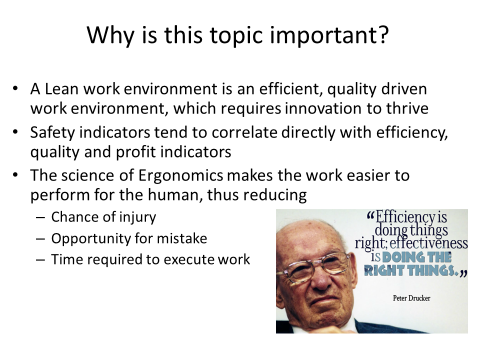 Why is this topic important?
• A Lean work environment is an efficient, quality driven
work environment, which requires innovation to thrive
• Safety indicators tend to correlate directly with efficiency,
quality and profit indicators
• The science of Ergonomics makes the work easier to
perform for the human, thus reducing
– Chance of injury
– Opportunity for mistake
– Time required to execute work
“Efficiency is
doing things
right; effectiveness
is DOING THE
RIGHT THINGS.”
Peter Drucker